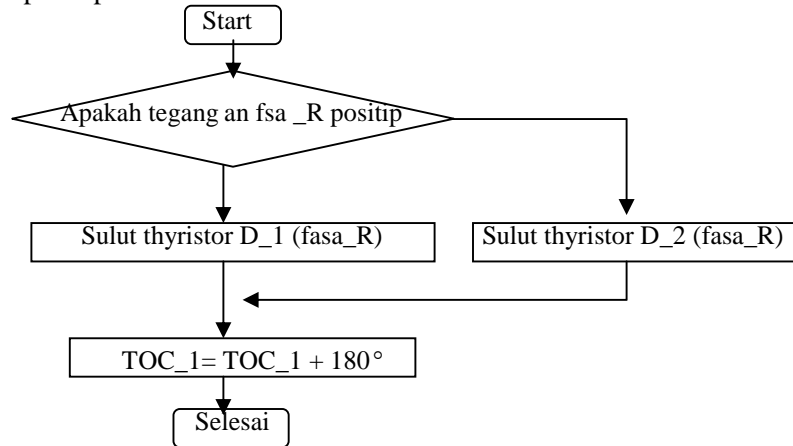 Start
Apakah tegang an fsa _R positip
Sulut thyristor D_1 (fasa_R)
Sulut thyristor D_2 (fasa_R)
TOC_1= TOC_1 + 180°
Selesai